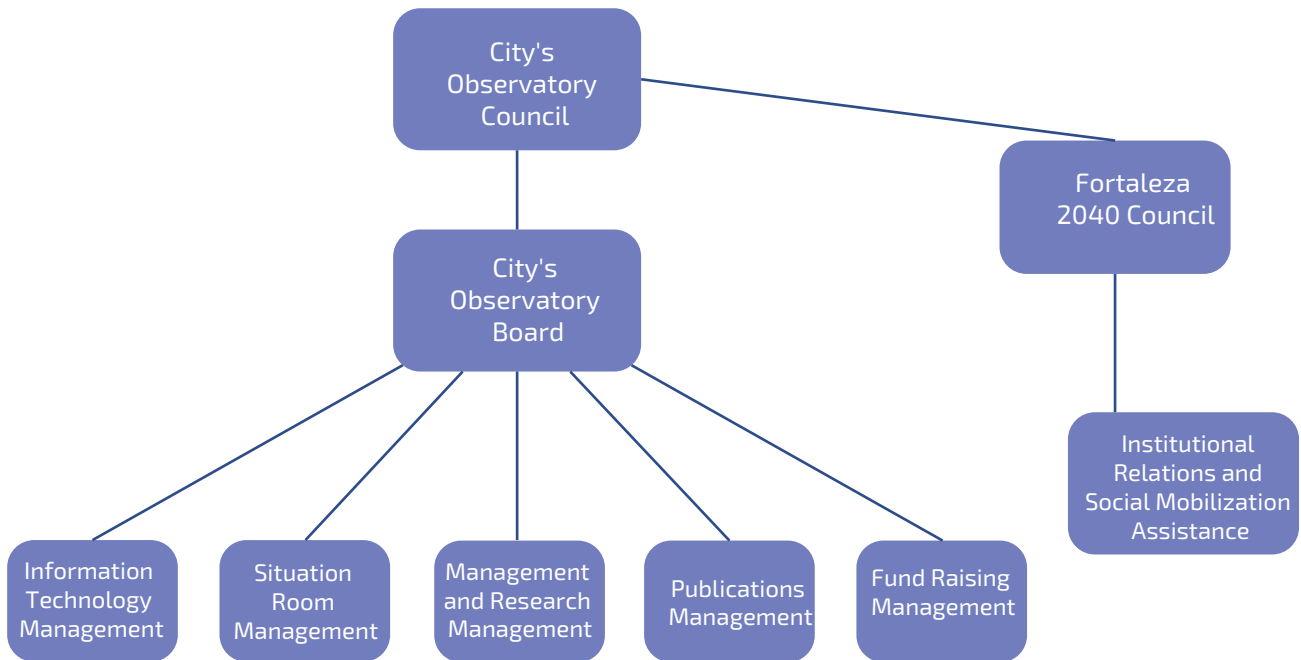 City's
Observatory
Council
Fortaleza
2040 Council
City's
Observatory
Board
Institutional
Relations and
Social Mobilization
Assistance
Information
Technology
Management
Situation
Room
Management
Management
and Research
Management
Publications
Management
Fund Raising
Management